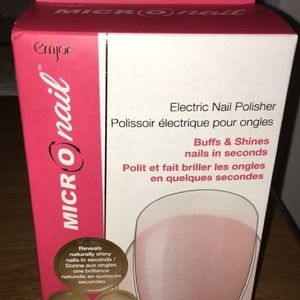 emjoi
MICRO nail™
Electric Nail Polisher
Polissoir électrique pour ongles
Buffs & Shines
nails in seconds
Polit et fait briller les ongles
en quelques secondes
Reveals
naturally shiny
nails in seconds /
Donne aux ongles
une brillance
naturelle en quelques
secondes